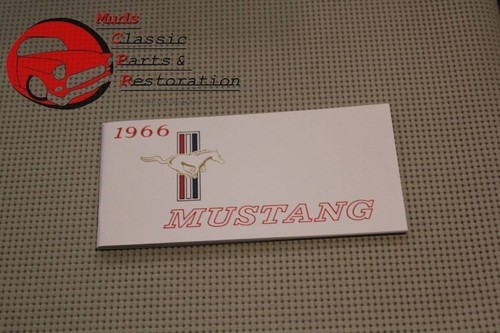 Muds
Classic
Parts &
Restoration
1966
MUSTANG